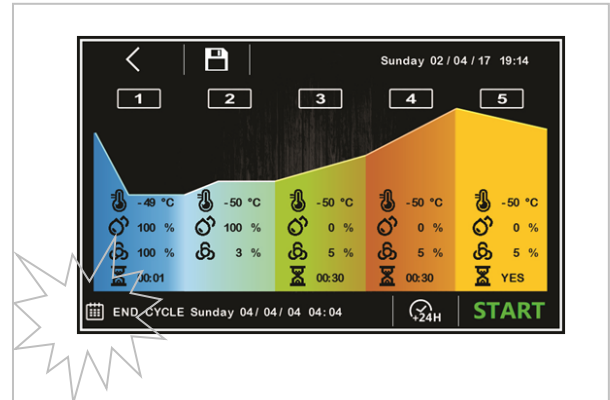 Sunday 02 / 04 / 17 19:14
1 2 3 4 5
-49 °C -50 °C -50 °C -50 °C -50 °C
100 % 100 % 0 % 0 % 0 %
100 % 3 % 5 % 5 % 5 %
00:01 00:30 00:30 YES
END CYCLE Sunday 04/ 04/ 04 04:04 +24H START